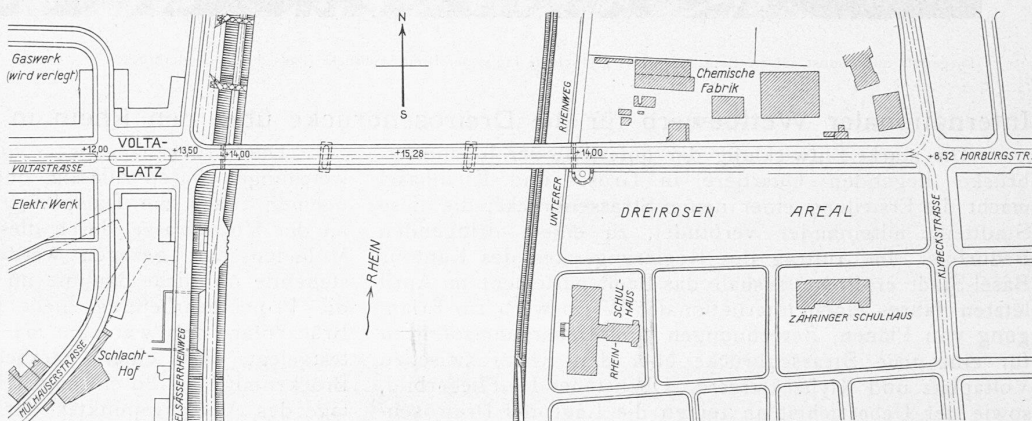 N
S
Gaswerk
(wird verlegt)
Chemische
Fabrik
RHEINWEG
UNTERER
+12,00
VOLTA-
+13,50
+14,00
+15,28
+14,00
+8,52 HORBURGSTR.
VOLTASTRASSE
PLATZ
Elektr Werk
DREIROSEN AREAL
KLYBECKSTRASSE
RHEIN
SCHUL-
HAUS
RHEIN-
ZÄHRINGER SCHULHAUS
Schlacht-
Hof
MÜLHAUSERSTRASSE
ELSÄSSERRHEINWEG